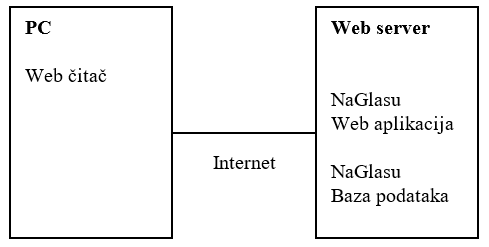 PC
Web čitač
Internet
Web server
NaGlasu
Web aplikacija
NaGlasu
Baza podataka